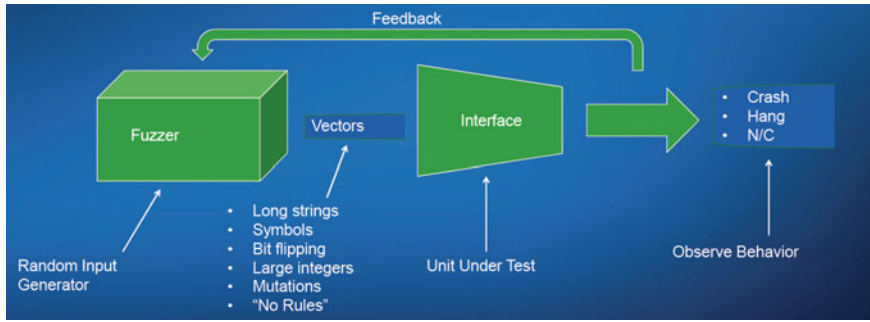 Feedback
Fuzzer
Vectors
Interface
• Crash
• Hang
• N/C
• Long strings
• Symbols
• Bit flipping
• Large integers
• Mutations
• “No Rules”
Random Input
Generator
Unit Under Test
Observe Behavior